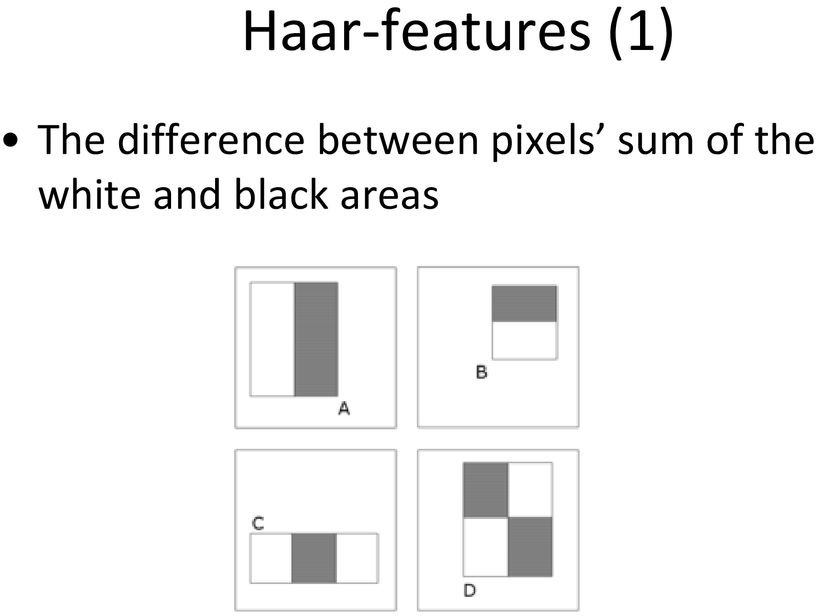 Haar-features (1)
• The difference between pixels’ sum of the
white and black areas
A
B
C
D